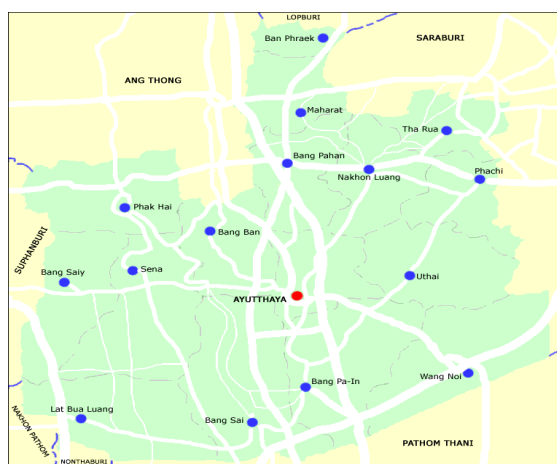 LOPBURI
Ban Phraek
SARABURI
ANG THONG
Maharat
Tha Rua
Bang Pahan
Nakhon Luang
Phachi
Phak Hai
Bang Ban
SUPHANBURI
Bang Saiy
Sena
Uthai
AYUTTHAYA
Wang Noi
Bang Pa-In
Lat Bua Luang
Bang Sai
NAKHON PATHOM
PATHOM THANI
NONTHABURI